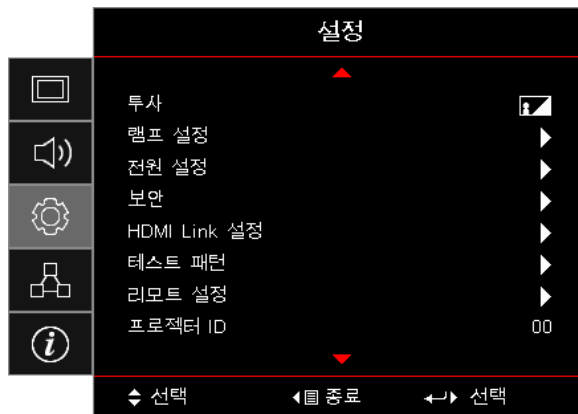 설정
투사
램프 설정
전원 설정
보안
HDMI Link 설정
테스트 패턴
리모트 설정
프로젝터 ID 00
선택 종료 선택